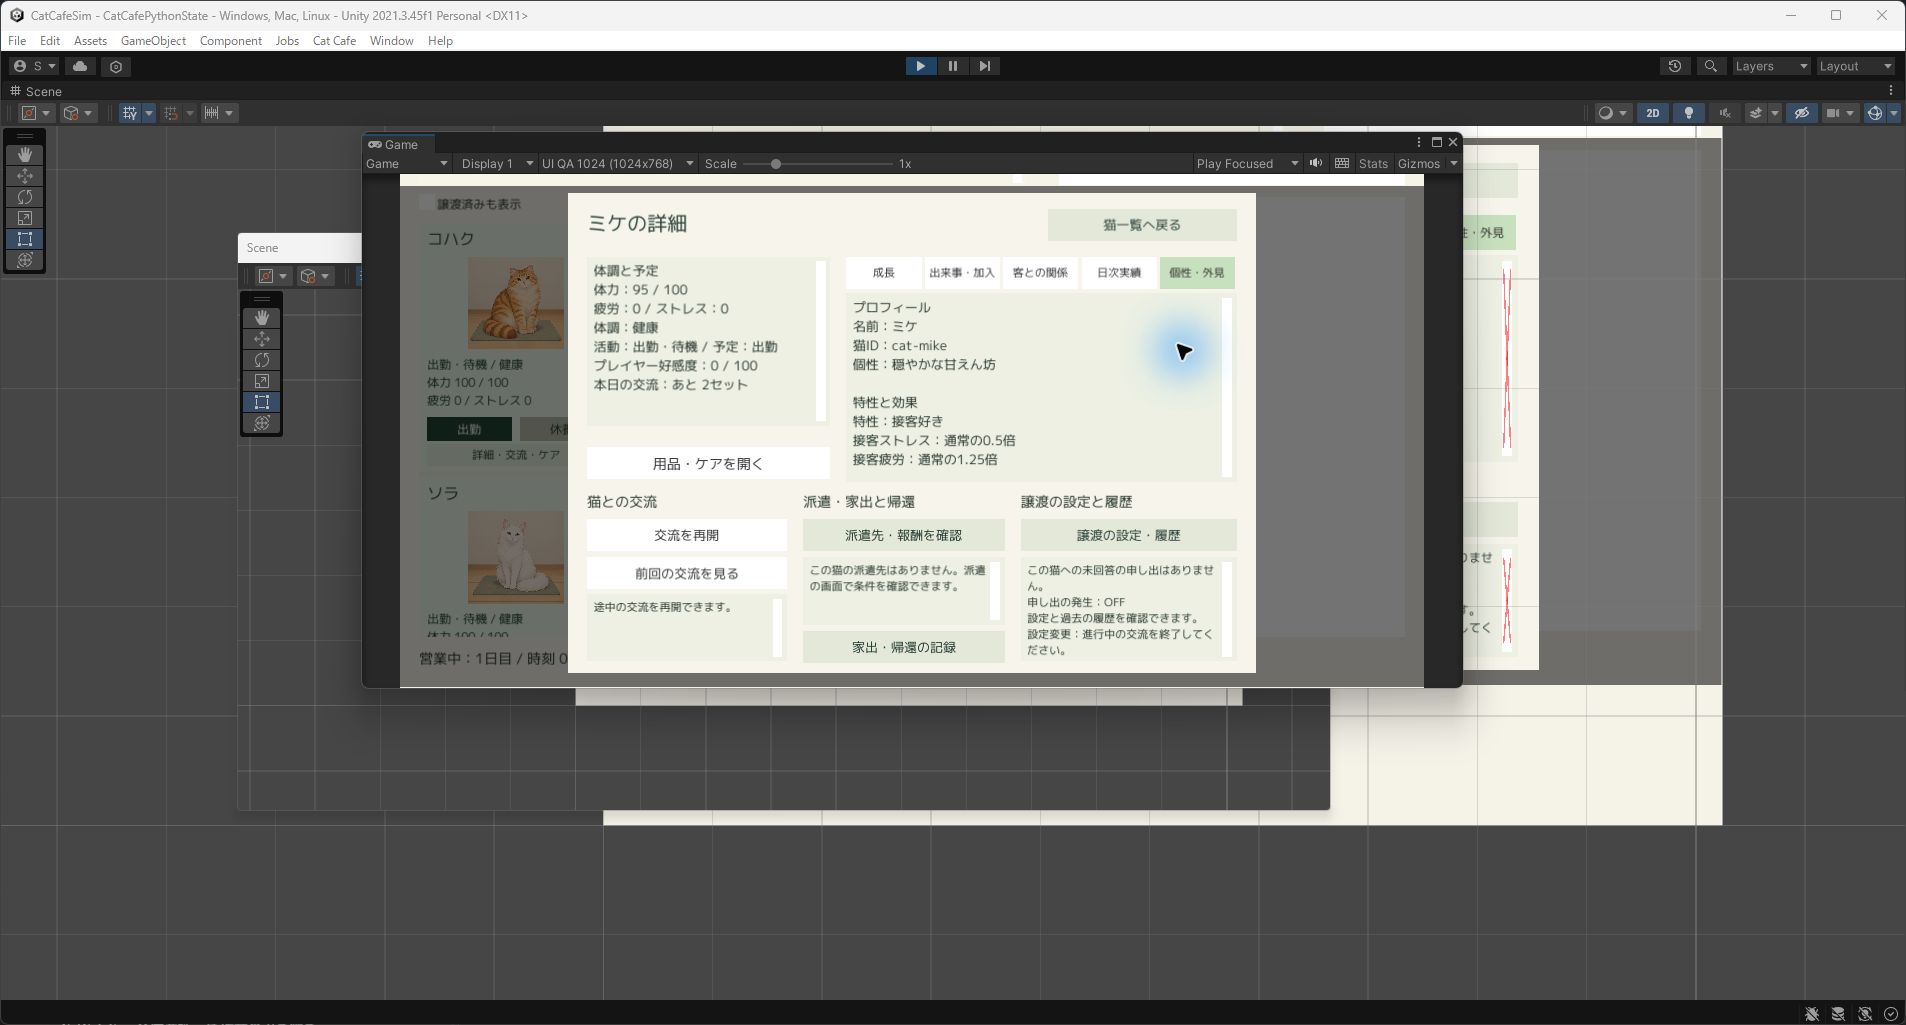 CatCafeSim - CatCafePythonState - Windows, Mac, Linux - Unity 2021.3.45f1 Personal <DX11>
File Edit Assets GameObject Component Jobs Cat Cafe Window Help
S
Layers
Layout
Scene
2D
Game
Game
Display 1
UI QA 1024 (1024x768)
Scale
1x
Play Focused
Stats
Gizmos
Scene
譲渡済みも表示
コハク
出勤・待機 / 健康
体力 100 / 100
疲労 0 / ストレス 0
出勤
詳細・交流・ケア
ソラ
出勤・待機 / 健康
体力 100 / 100
営業中：1日目 / 時刻 0
ミケの詳細
猫一覧へ戻る
体調と予定
体力：95 / 100
疲労：0 / ストレス：0
体調：健康
活動：出勤・待機 / 予定：出勤
プレイヤー好感度：0 / 100
本日の交流：あと 2セット
用品・ケアを開く
成長
出来事・加入
客との関係
日次実績
個性・外見
プロフィール
名前：ミケ
猫ID：cat-mike
個性：穏やかな甘えん坊
特性と効果
特性：接客好き
接客ストレス：通常の0.5倍
接客疲労：通常の1.25倍
猫との交流
交流を再開
前回の交流を見る
途中の交流を再開できます。
派遣・家出と帰還
派遣先・報酬を確認
この猫の派遣先はありません。派遣
の画面で条件を確認できます。
家出・帰還の記録
譲渡の設定と履歴
譲渡の設定・履歴
この猫への未回答の申し出はありませ
ん。
申し出の発生：OFF
設定と過去の履歴を確認できます。
設定変更：進行中の交流を終了してく
ださい。
・外見
りませ
す。
してく